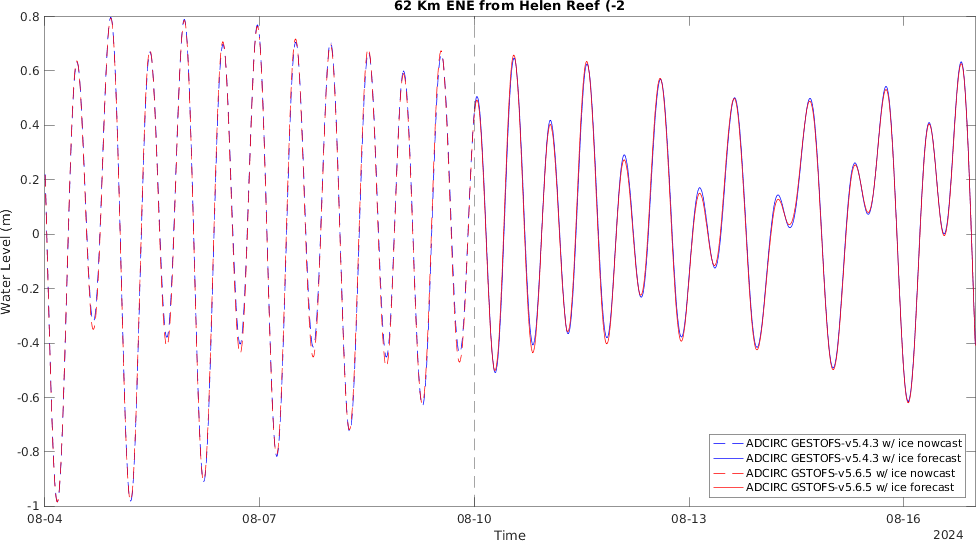 62 Km ENE from Helen Reef (-2
Water Level (m)
0.8
0.6
0.4
0.2
0
-0.2
-0.4
-0.6
-0.8
-1
08-04
08-07
08-10
08-13
08-16
Time
2024
ADCIRC GESTOFS-v5.4.3 w/ ice nowcast
ADCIRC GESTOFS-v5.4.3 w/ ice forecast
ADCIRC GSTOFS-v5.6.5 w/ ice nowcast
ADCIRC GSTOFS-v5.6.5 w/ ice forecast